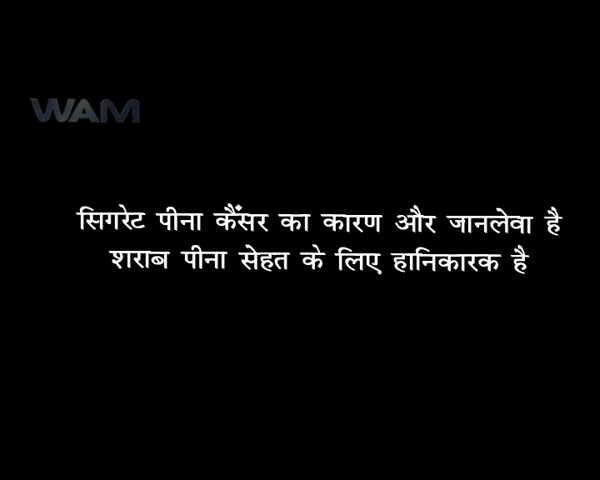 WAM
सिगरेट पीना कैंसर का कारण और जानलेवा है
शराब पीना सेहत के लिए हानिकारक है